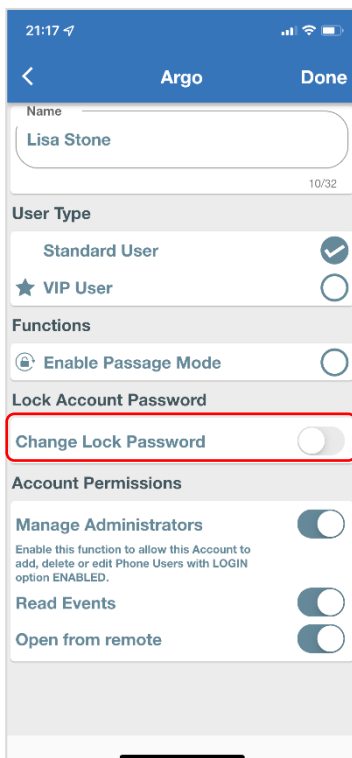 21:17
Argo
Done
Name
Lisa Stone
10/32
User Type
Standard User
VIP User
Functions
Enable Passage Mode
Lock Account Password
Change Lock Password
Account Permissions
Manage Administrators
Enable this function to allow this Account to
add, delete or edit Phone Users with LOGIN
option ENABLED.
Read Events
Open from remote